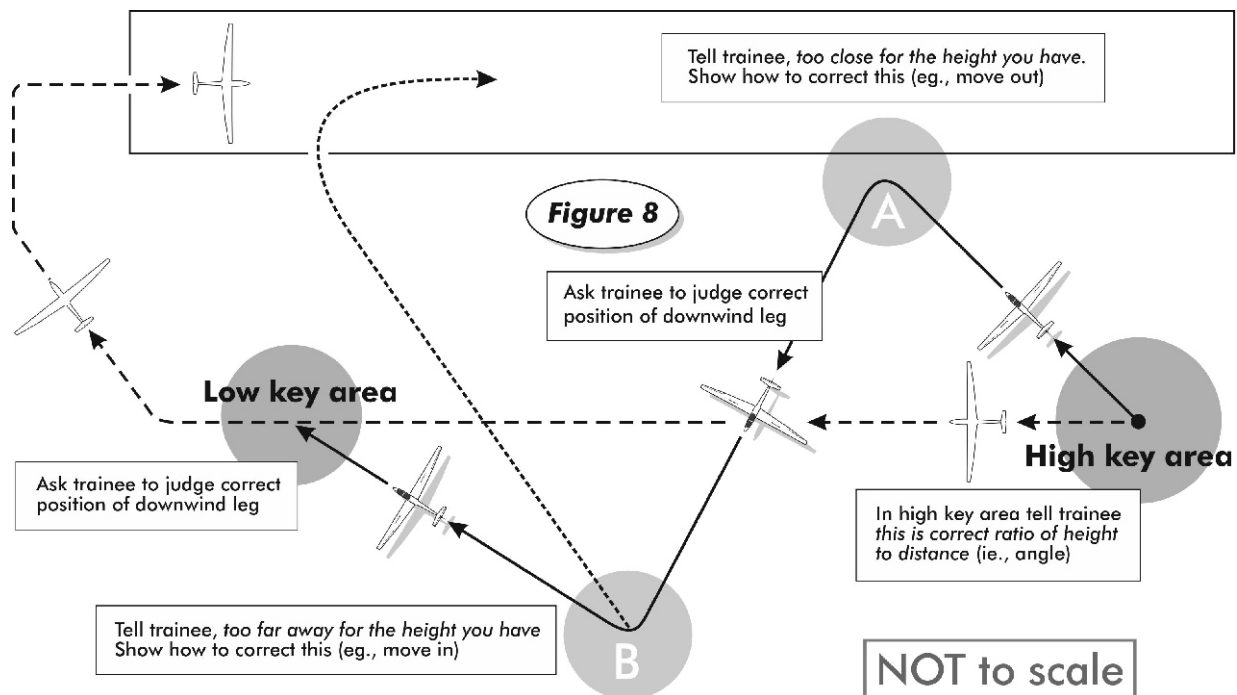 Tell trainee, too close for the height you have.
Show how to correct this (eg., move out)
Figure 8
A
Ask trainee to judge correct
position of downwind leg
Low key area
High key area
Ask trainee to judge correct
position of downwind leg
In high key area tell trainee
this is correct ratio of height
to distance (ie., angle)
Tell trainee, too far away for the height you have
Show how to correct this (eg., move in)
B
NOT to scale